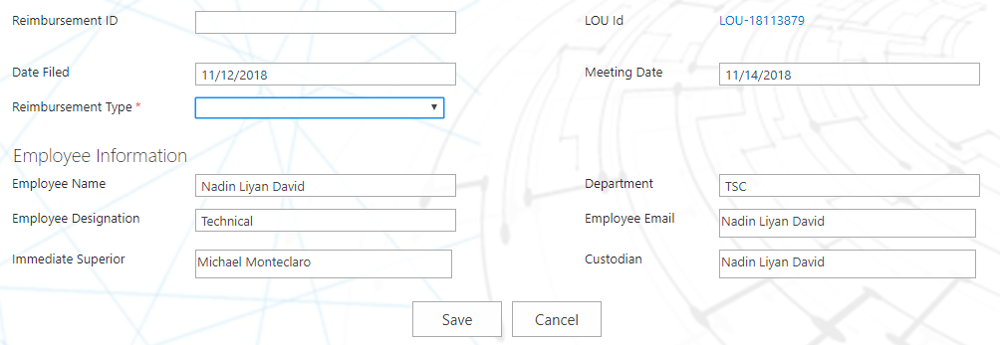 Reimbursement ID LOU Id LOU-18113879
Date Filed 11/12/2018 Meeting Date 11/14/2018
Reimbursement Type *
Employee Information
Employee Name Nadin Liyan David Department TSC
Employee Designation Technical Employee Email Nadin Liyan David
Immediate Superior Michael Monteclaro Custodian Nadin Liyan David
Save Cancel